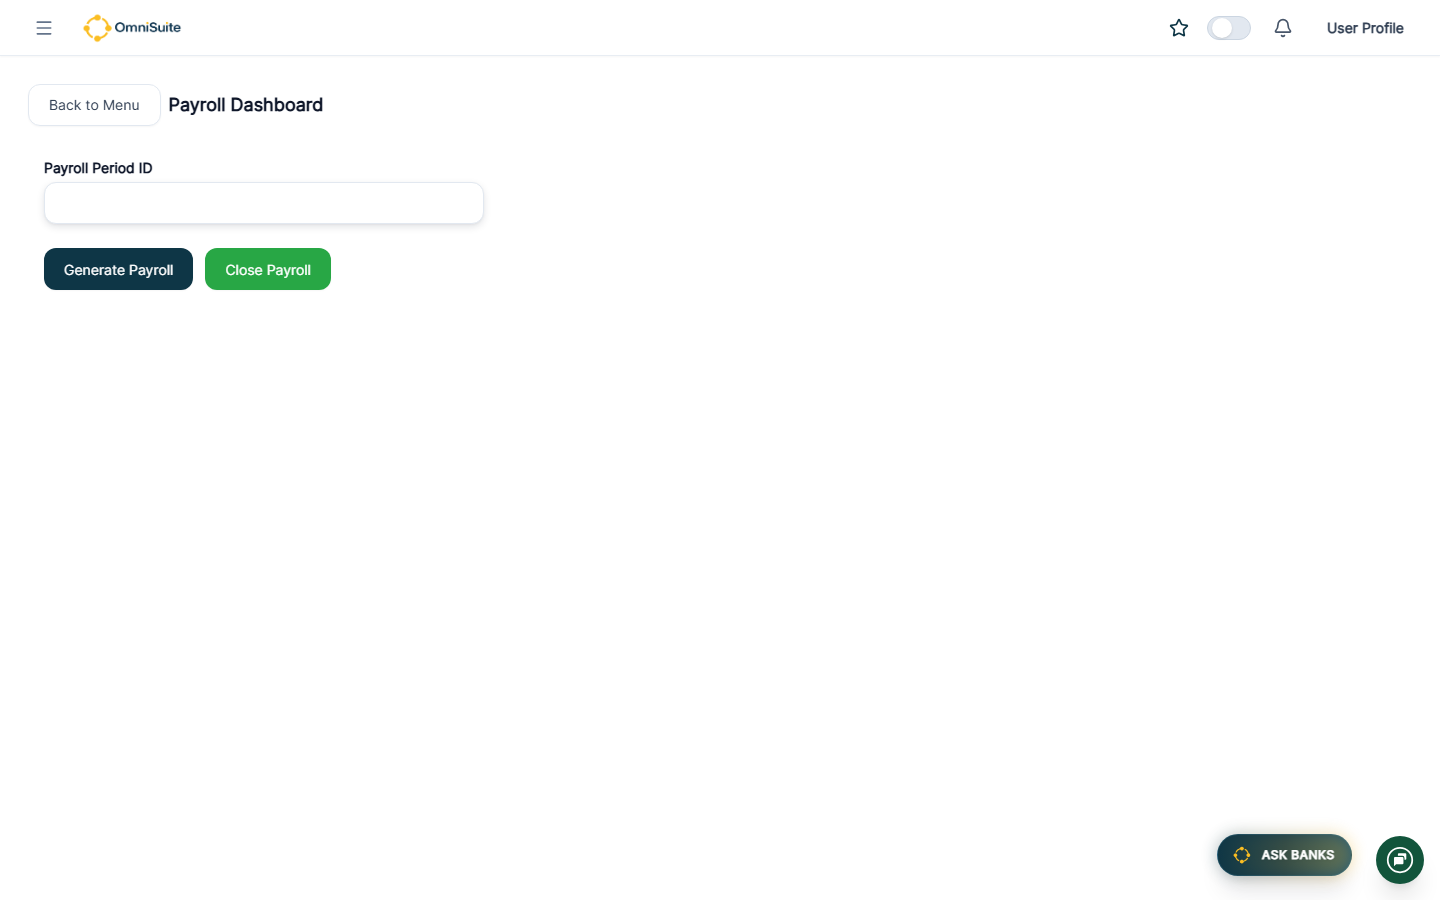 OmniSuite
User Profile
Back to Menu
Payroll Dashboard
Payroll Period ID
Generate Payroll
Close Payroll
ASK BANKS